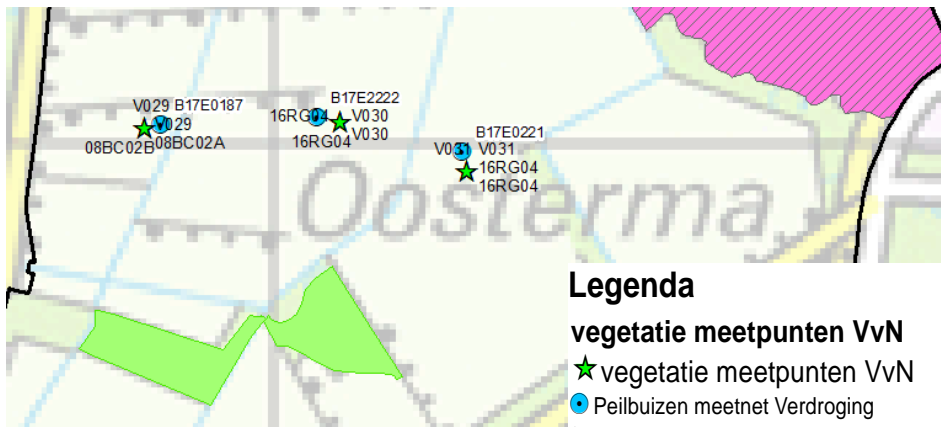 V029 B17E0187
V029
08BC02B 08BC02A
B17E2222
16RG04 V030
16RG04 V030
B17E0221
V031 V031
16RG04
16RG04
Oosterma
Legenda
vegetatie meetpunten VvN
vegetatie meetpunten VvN
Peilbuizen meetnet Verdroging